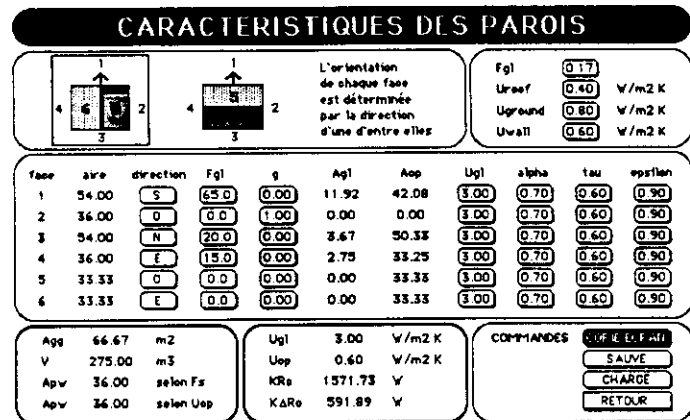 CARACTERISTIQUES DES PAROIS
1
4 6 2
3
1
4 5 2
3
L'orientation
de chaque face
est déterminée
par la direction
d'une d'entre elles
Fgl 0.17
Uroof 0.40 W/m2 K
Uground 0.80 W/m2 K
Uwall 0.60 W/m2 K
face aire direction Fgl g Agl Aop Ugl alpha tau epsilon
1 54.00 S 65.0 0.00 11.92 42.08 3.00 0.70 0.60 0.90
2 36.00 O 0.0 1.00 0.00 0.00 3.00 0.70 0.60 0.90
3 54.00 N 20.0 0.00 3.67 50.33 3.00 0.70 0.60 0.90
4 36.00 E 15.0 0.00 2.75 33.25 3.00 0.70 0.60 0.90
5 33.33 O 0.0 0.00 0.00 33.33 3.00 0.70 0.60 0.90
6 33.33 E 0.0 0.00 0.00 33.33 3.00 0.70 0.60 0.90
Agg 66.67 m2
V 275.00 m3
Apw 36.00 selon Fs
Apw 36.00 selon Uop
Ugl 3.00 W/m2 K
Uop 0.60 W/m2 K
KRo 1571.73 W
KΔRo 591.89 W
COMMANDES COPIE ECRAN
SAUVE
CHARGE
RETOUR